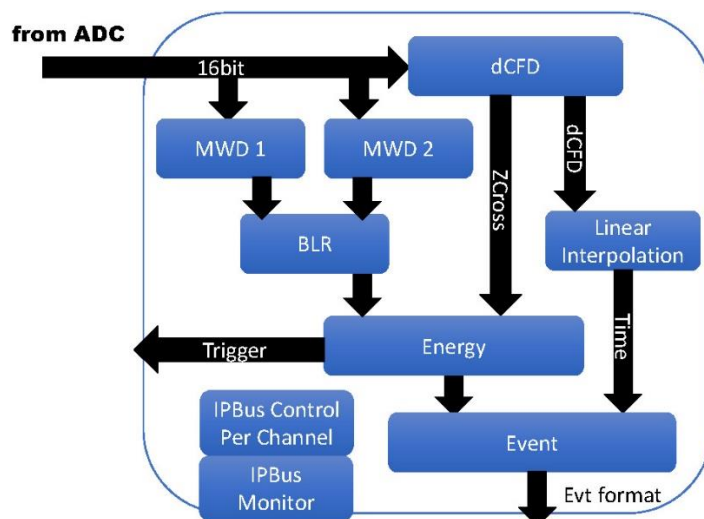 from ADC
16bit
dCFD
MWD 1
MWD 2
ZCross
dCFD
BLR
Linear
Interpolation
Trigger
Energy
Time
IPBus Control
Per Channel
Event
IPBus
Monitor
Evt format